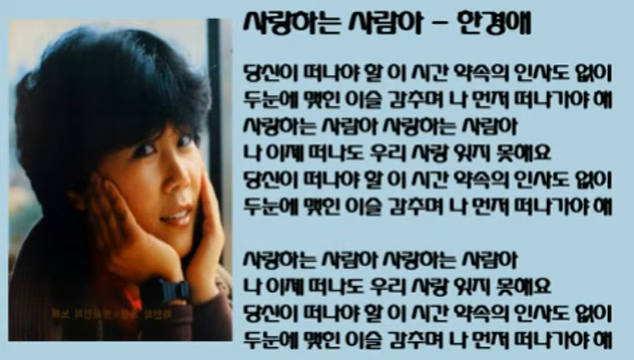 사랑하는 사람아 - 한경애
당신이 떠나야 할 이 시간 약속의 인사도 없이
두눈에 맺힌 이슬 감추며 나 먼저 떠나가야 해
사랑하는 사람아 사랑하는 사람아
나 이제 떠나도 우리 사랑 잊지 못해요
당신이 떠나야 할 이 시간 약속의 인사도 없이
두눈에 맺힌 이슬 감추며 나 먼저 떠나가야 해
사랑하는 사람아 사랑하는 사람아
나 이제 떠나도 우리 사랑 잊지 못해요
당신이 떠나야 할 이 시간 약속의 인사도 없이
두눈에 맺힌 이슬 감추며 나 먼저 떠나가야 해